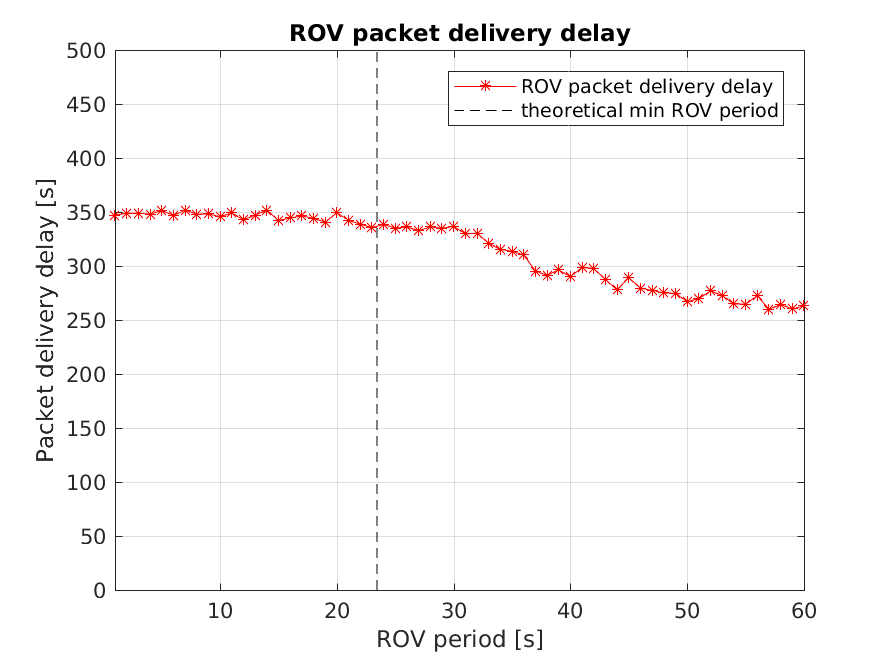 ROV packet delivery delay
500
450
400
350
300
250
200
150
100
50
0
Packet delivery delay [s]
ROV packet delivery delay
theoretical min ROV period
10 20 30 40 50 60
ROV period [s]